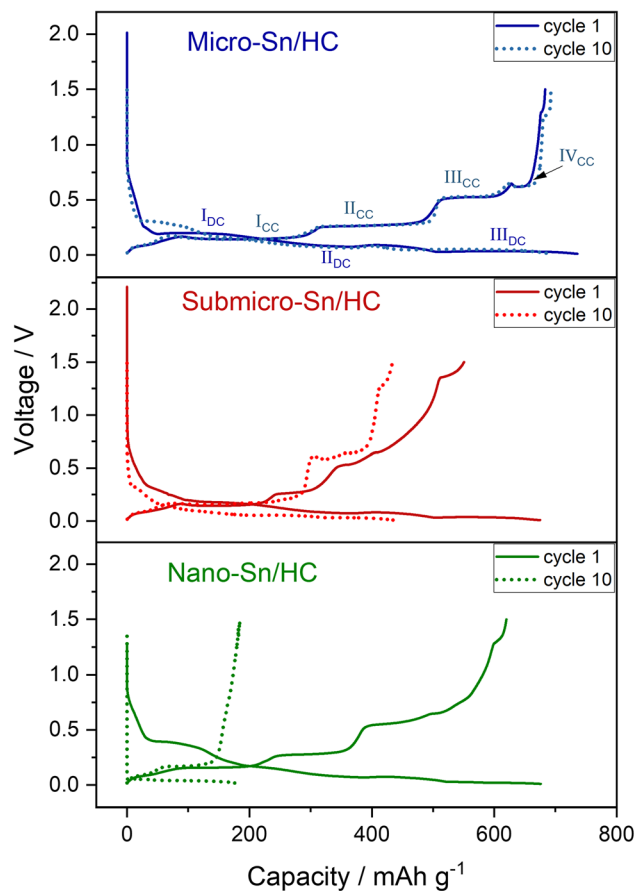 Micro-Sn/HC
cycle 1
cycle 10
2.0
1.5
1.0
0.5
0.0
I_DC
I_CC
II_CC
III_CC
IV_CC
II_DC
III_DC
Submicro-Sn/HC
cycle 1
cycle 10
2.0
1.5
1.0
0.5
0.0
Voltage / V
Nano-Sn/HC
cycle 1
cycle 10
2.0
1.5
1.0
0.5
0.0
0 200 400 600 800
Capacity / mAh g⁻¹